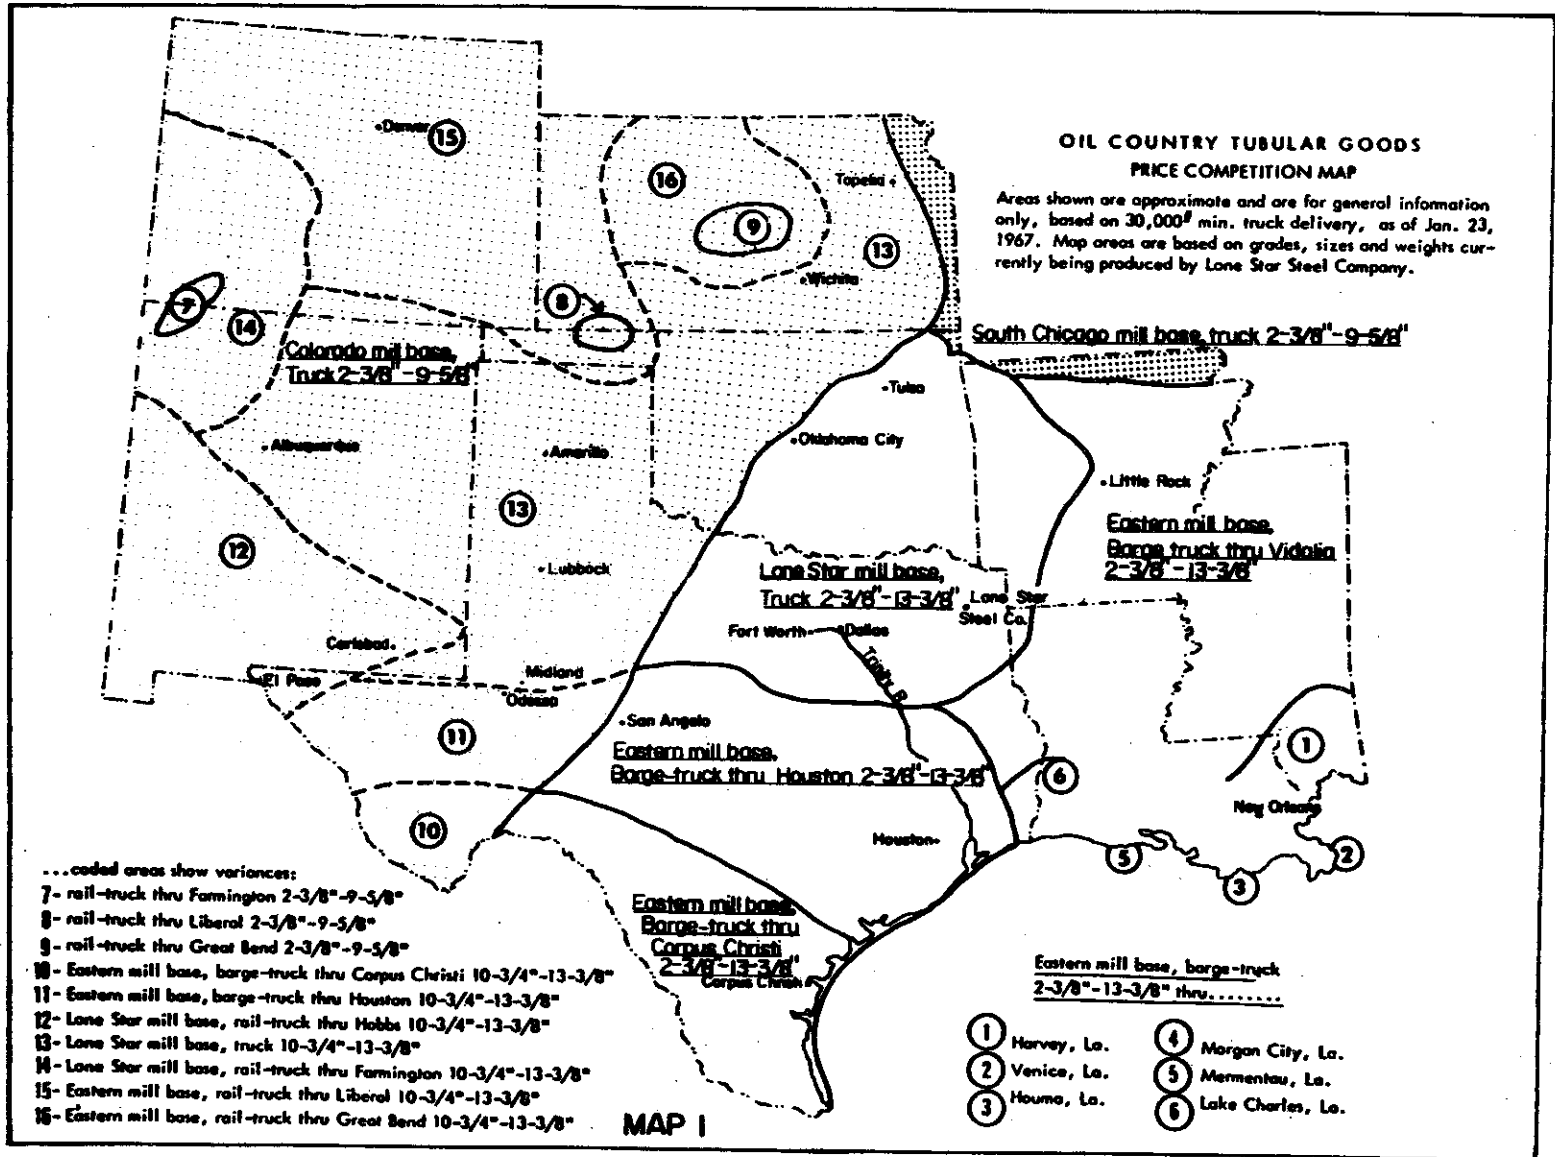 OIL COUNTRY TUBULAR GOODS
PRICE COMPETITION MAP
Areas shown are approximate and are for general information
only, based on 30,000# min. truck delivery, as of Jan. 23,
1967. Map areas are based on grades, sizes and weights cur-
rently being produced by Lone Star Steel Company.
Denver
15
16
Topeka
9
13
Wichita
8
7
14
South Chicago mill base, truck 2-3/8"-9-5/8"
Colorado mill base,
Truck 2-3/8"-9-5/8"
Tulsa
Albuquerque
Amarillo
Oklahoma City
Little Rock
13
Eastern mill base,
Barge truck thru Vidalia
2-3/8"-13-3/8"
12
Lubbock
Lone Star mill base,
Truck 2-3/8"-13-3/8"
Lone Star
Steel Co.
Fort Worth
Dallas
Trinity R.
Carlsbad
El Paso
Midland
Odessa
San Angelo
11
1
Eastern mill base,
Barge-truck thru Houston 2-3/8"-13-3/8"
6
New Orleans
10
Houston
5
2
3
Eastern mill base,
Barge-truck thru
Corpus Christi
2-3/8"-13-3/8"
Corpus Christi
...coded areas show variances:
7- rail-truck thru Farmington 2-3/8"-9-5/8"
8- rail-truck thru Liberal 2-3/8"-9-5/8"
9- rail-truck thru Great Bend 2-3/8"-9-5/8"
10- Eastern mill base, barge-truck thru Corpus Christi 10-3/4"-13-3/8"
11- Eastern mill base, barge-truck thru Houston 10-3/4"-13-3/8"
12- Lone Star mill base, rail-truck thru Hobbs 10-3/4"-13-3/8"
13- Lone Star mill base, truck 10-3/4"-13-3/8"
14- Lone Star mill base, rail-truck thru Farmington 10-3/4"-13-3/8"
15- Eastern mill base, rail-truck thru Liberal 10-3/4"-13-3/8"
16- Eastern mill base, rail-truck thru Great Bend 10-3/4"-13-3/8"
MAP I
Eastern mill base, barge-truck
2-3/8"-13-3/8" thru........
1 Harvey, La.
2 Venice, La.
3 Houma, La.
4 Morgan City, La.
5 Mermentau, La.
6 Lake Charles, La.